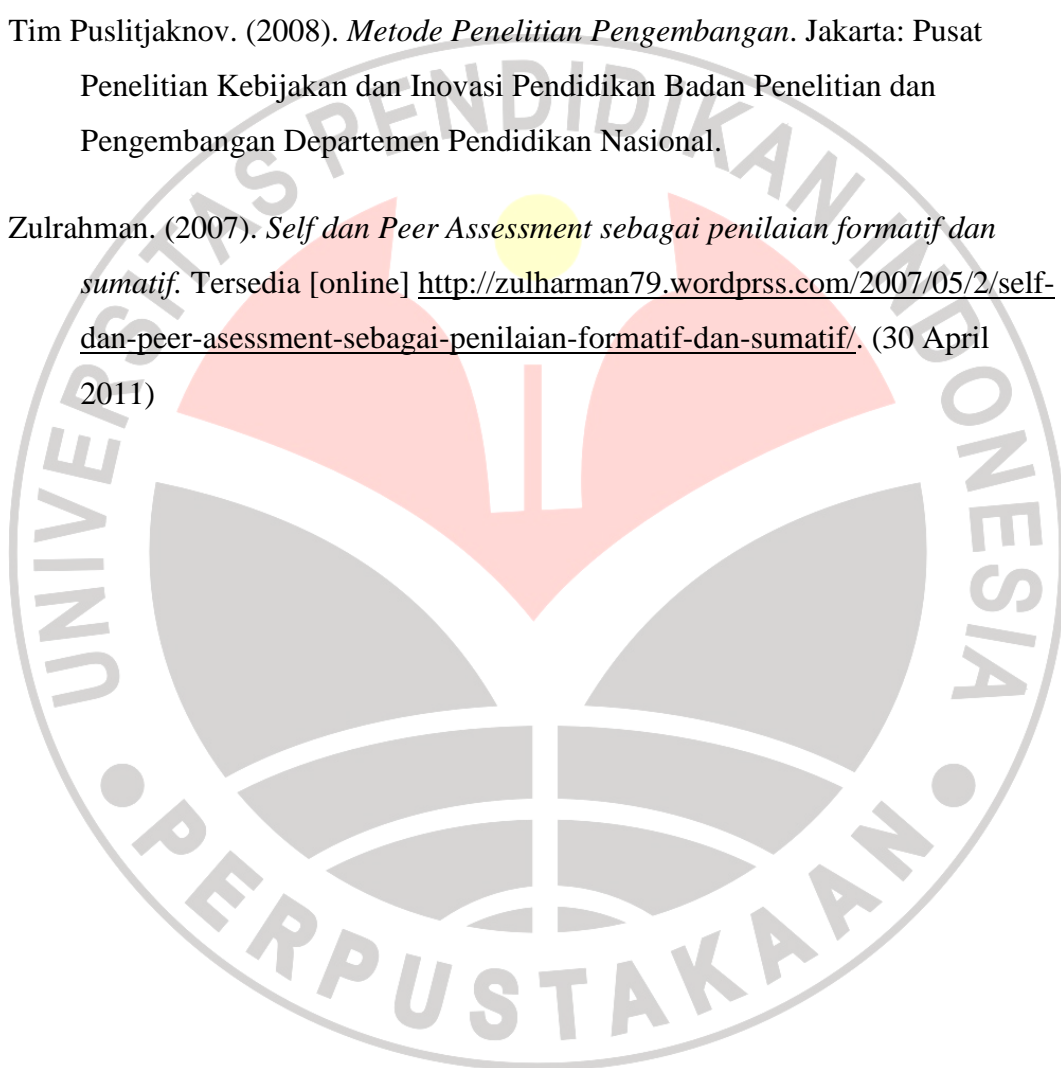 Tim Puslitjaknov. (2008). Metode Penelitian Pengembangan. Jakarta: Pusat
Penelitian Kebijakan dan Inovasi Pendidikan Badan Penelitian dan
Pengembangan Departemen Pendidikan Nasional.
Zulrahman. (2007). Self dan Peer Assessment sebagai penilaian formatif dan
sumatif. Tersedia [online] http://zulharman79.wordprss.com/2007/05/2/self-
dan-peer-asessment-sebagai-penilaian-formatif-dan-sumatif/. (30 April
2011)
UNIVERSITAS PENDIDIKAN INDONESIA
PERPUSTAKAAN